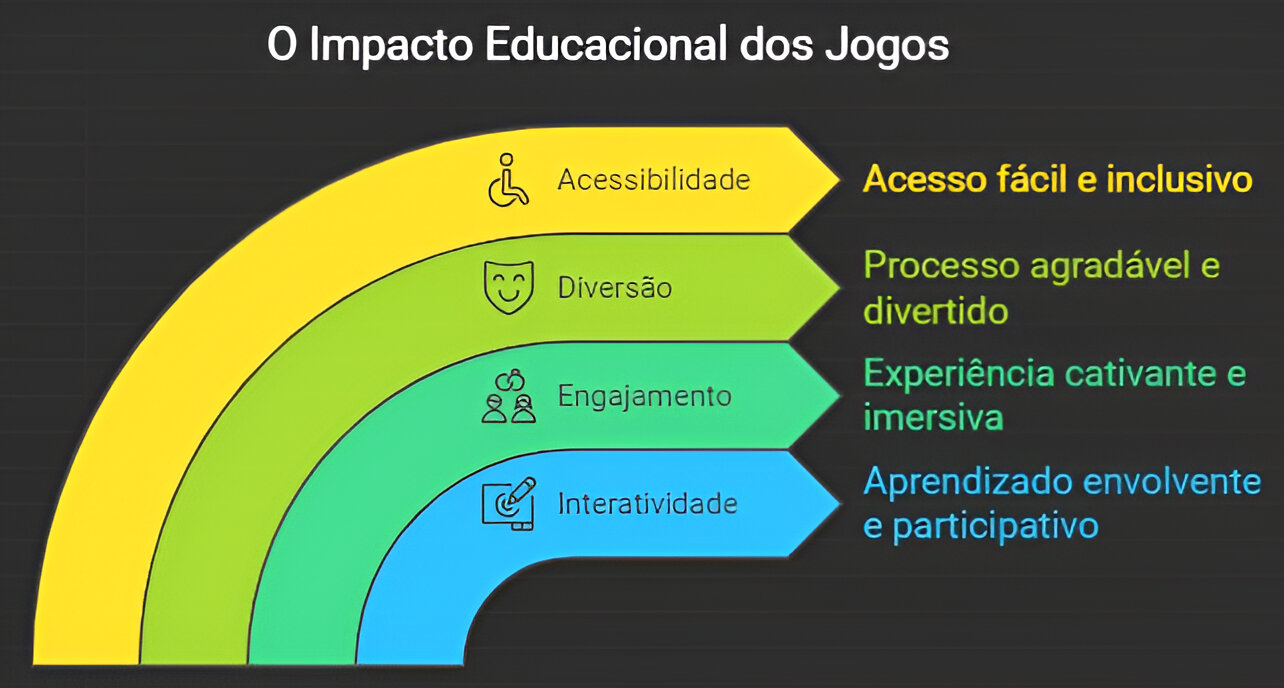 O Impacto Educacional dos Jogos
Acessibilidade
Acesso fácil e inclusivo
Diversão
Processo agradável e
divertido
Engajamento
Experiência cativante e
imersiva
Interatividade
Aprendizado envolvente
e participativo